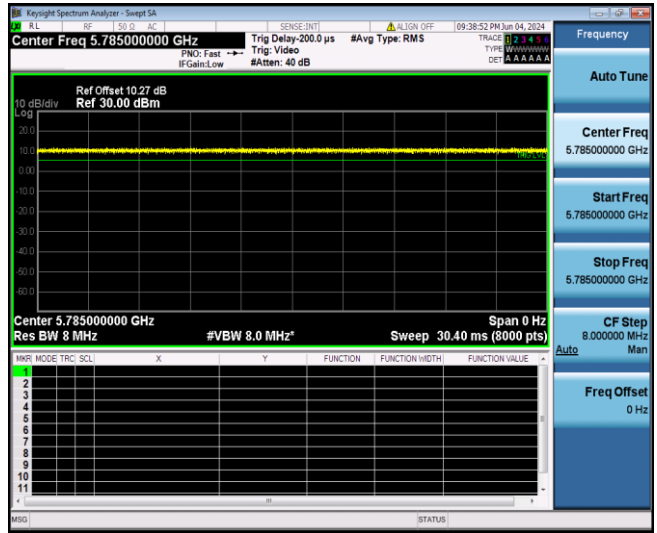 Keysight Spectrum Analyzer - Swept SA
RL RF 50 Ω AC SENSE:INT ALIGN OFF 09:38:52 PM Jun 04, 2024
Center Freq 5.785000000 GHz
PNO: Fast
IFGain:Low
Trig Delay-200.0 µs
Trig: Video
#Atten: 40 dB
#Avg Type: RMS
TRACE 1 2 3 4 5 6
TYPE WWWWWW
DET A A A A A A
Frequency
Auto Tune
Center Freq
5.785000000 GHz
Start Freq
5.785000000 GHz
Stop Freq
5.785000000 GHz
CF Step
8.000000 MHz
Auto Man
Freq Offset
0 Hz
Ref Offset 10.27 dB
10 dB/div Ref 30.00 dBm
Log
20.0
10.0
TRIG LVL
0.00
-10.0
-20.0
-30.0
-40.0
-50.0
-60.0
Center 5.785000000 GHz Span 0 Hz
Res BW 8 MHz #VBW 8.0 MHz* Sweep 30.40 ms (8000 pts)
MKR MODE TRC SCL X Y FUNCTION FUNCTION WIDTH FUNCTION VALUE
1
2
3
4
5
6
7
8
9
10
11
MSG STATUS